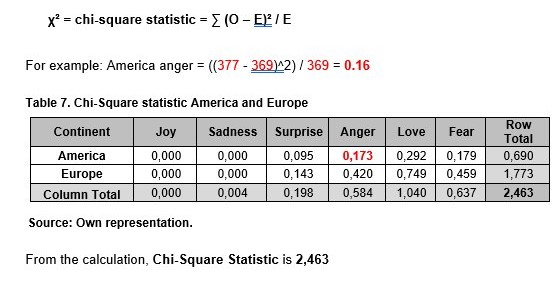 χ² = chi-square statistic = ∑ (O – E)² / E
For example: America anger = ((377 - 369)^2) / 369 = 0.16
Table 7. Chi-Square statistic America and Europe
Continent Joy Sadness Surprise Anger Love Fear Row Total
America 0,000 0,000 0,095 0,173 0,292 0,179 0,690
Europe 0,000 0,000 0,143 0,420 0,749 0,459 1,773
Column Total 0,000 0,004 0,198 0,584 1,040 0,637 2,463
Source: Own representation.
From the calculation, Chi-Square Statistic is 2,463